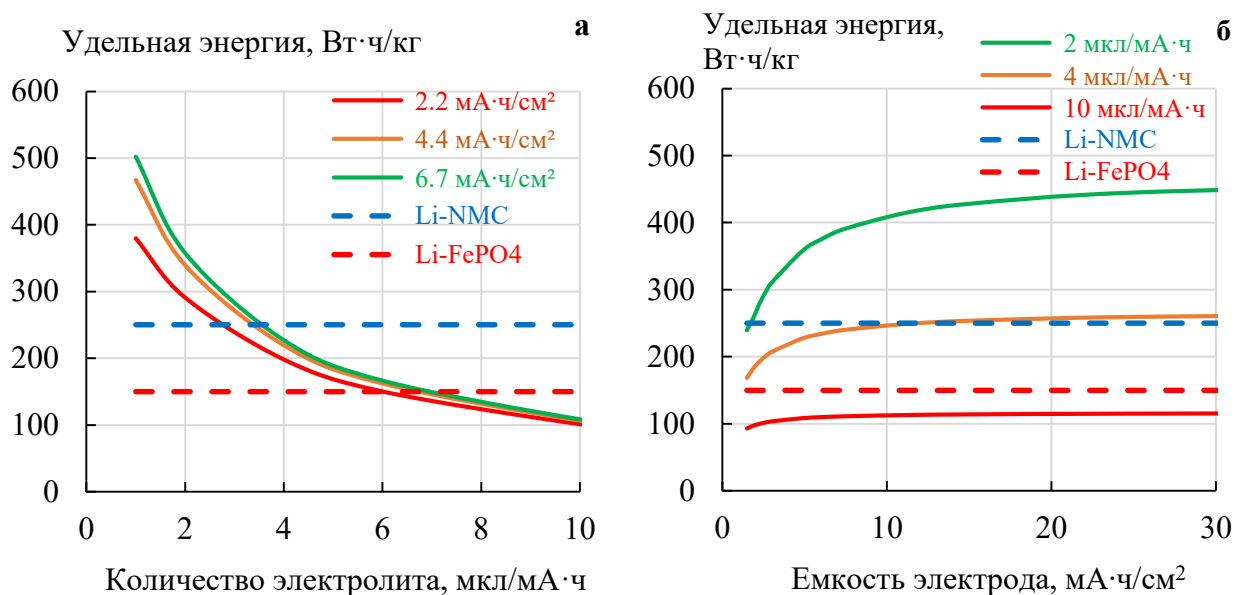 а
Удельная энергия, Вт·ч/кг
600
500
400
300
200
100
0
0
2
4
6
8
10
2.2 мА·ч/см²
4.4 мА·ч/см²
6.7 мА·ч/см²
Li-NMC
Li-FePO4
Количество электролита, мкл/мА·ч
б
Удельная энергия,
Вт·ч/кг
600
500
400
300
200
100
0
0
10
20
30
2 мкл/мА·ч
4 мкл/мА·ч
10 мкл/мА·ч
Li-NMC
Li-FePO4
Емкость электрода, мА·ч/см²